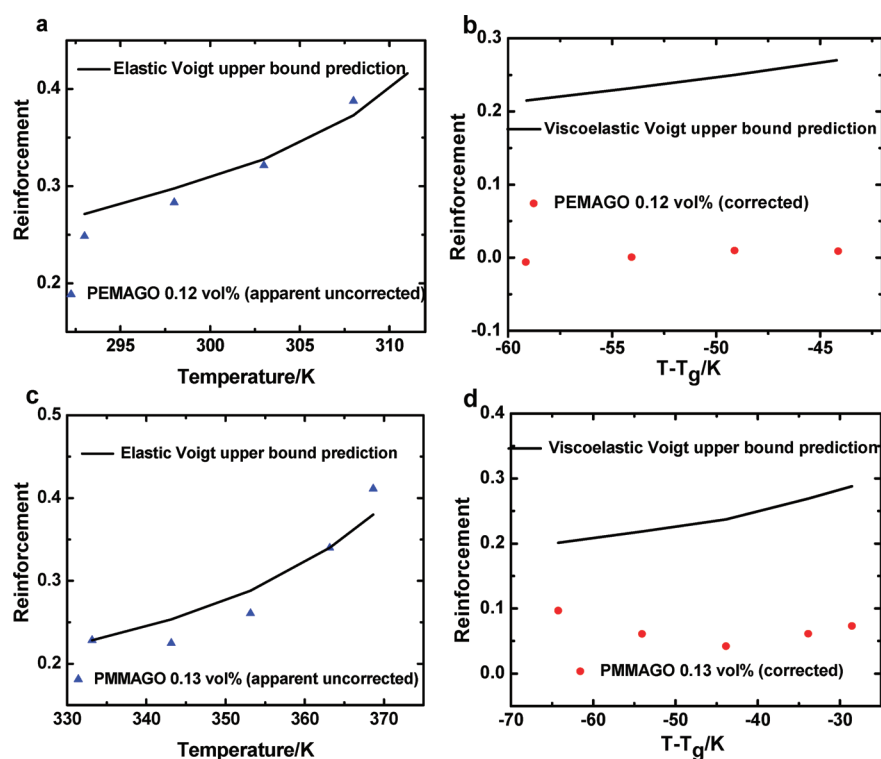 a
Elastic Voigt upper bound prediction
PEMAGO 0.12 vol% (apparent uncorrected)
Reinforcement
0.4
0.3
0.2
295
300
305
310
Temperature/K
b
Viscoelastic Voigt upper bound prediction
PEMAGO 0.12 vol% (corrected)
Reinforcement
0.3
0.2
0.1
0.0
-0.1
-60
-55
-50
-45
T-Tg/K
c
Elastic Voigt upper bound prediction
PMMAGO 0.13 vol% (apparent uncorrected)
Reinforcement
0.5
0.4
0.3
0.2
330
340
350
360
370
Temperature/K
d
Viscoelastic Voigt upper bound prediction
PMMAGO 0.13 vol% (corrected)
Reinforcement
0.4
0.3
0.2
0.1
0.0
-70
-60
-50
-40
-30
T-Tg/K